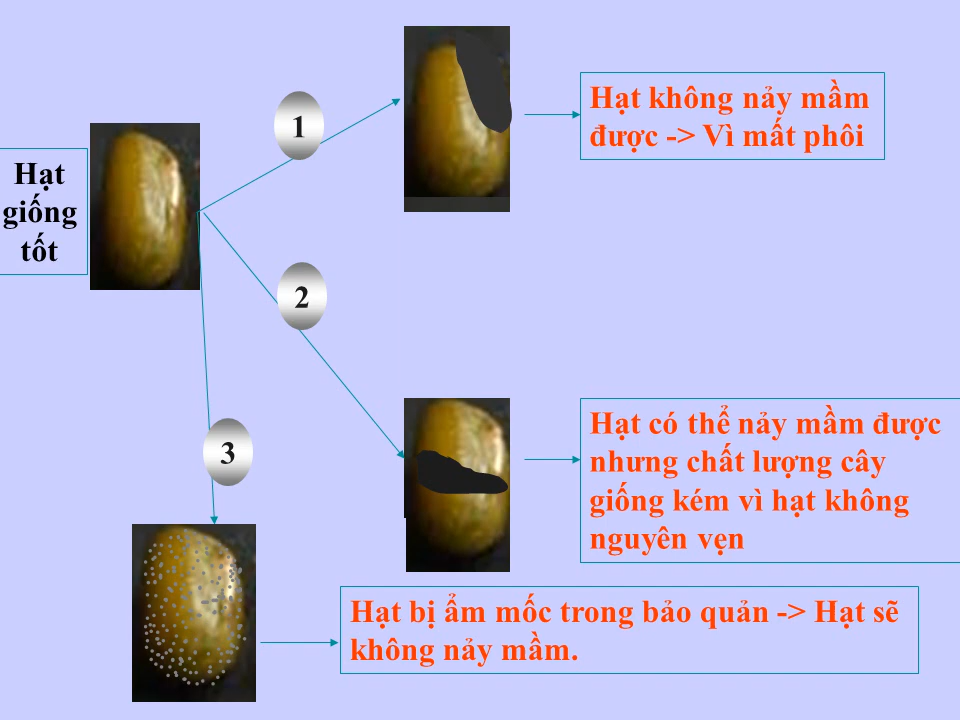 Hạt
giống
tốt
1
Hạt không nảy mầm
được -> Vì mất phôi
2
Hạt có thể nảy mầm được
nhưng chất lượng cây
giống kém vì hạt không
nguyên vẹn
3
Hạt bị ẩm mốc trong bảo quản -> Hạt sẽ
không nảy mầm.